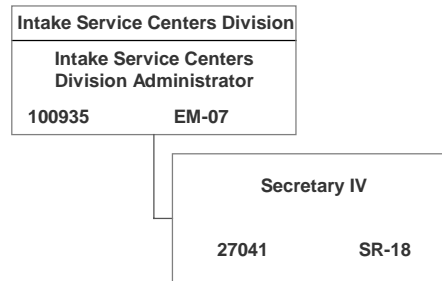 Intake Service Centers Division
Intake Service Centers
Division Administrator
100935 EM-07
Secretary IV
27041 SR-18